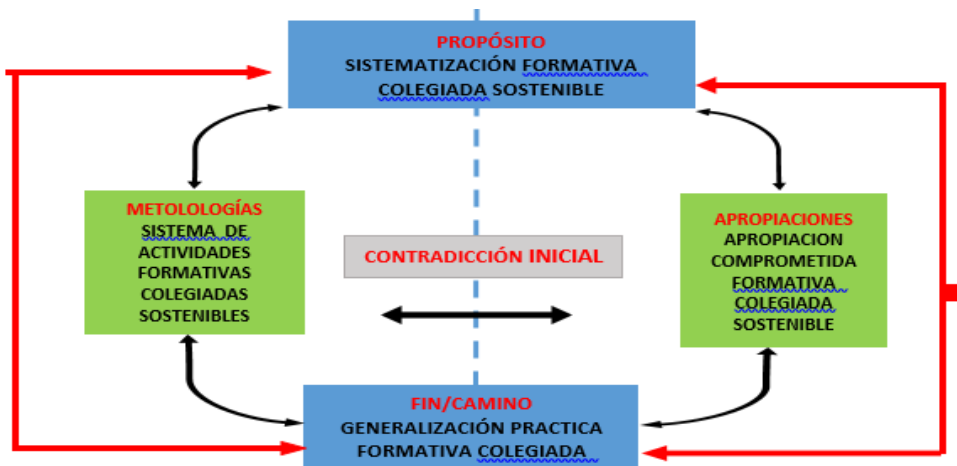 PROPÓSITO
SISTEMATIZACIÓN FORMATIVA
COLEGIADA SOSTENIBLE
METOLOLOGÍAS
SISTEMA DE
ACTIVIDADES
FORMATIVAS
COLEGIADAS
SOSTENIBLES
CONTRADICCIÓN INICIAL
APROPIACIONES
APROPIACION
COMPROMETIDA
FORMATIVA
COLEGIADA
SOSTENIBLE
FIN/CAMINO
GENERALIZACIÓN PRACTICA
FORMATIVA COLEGIADA